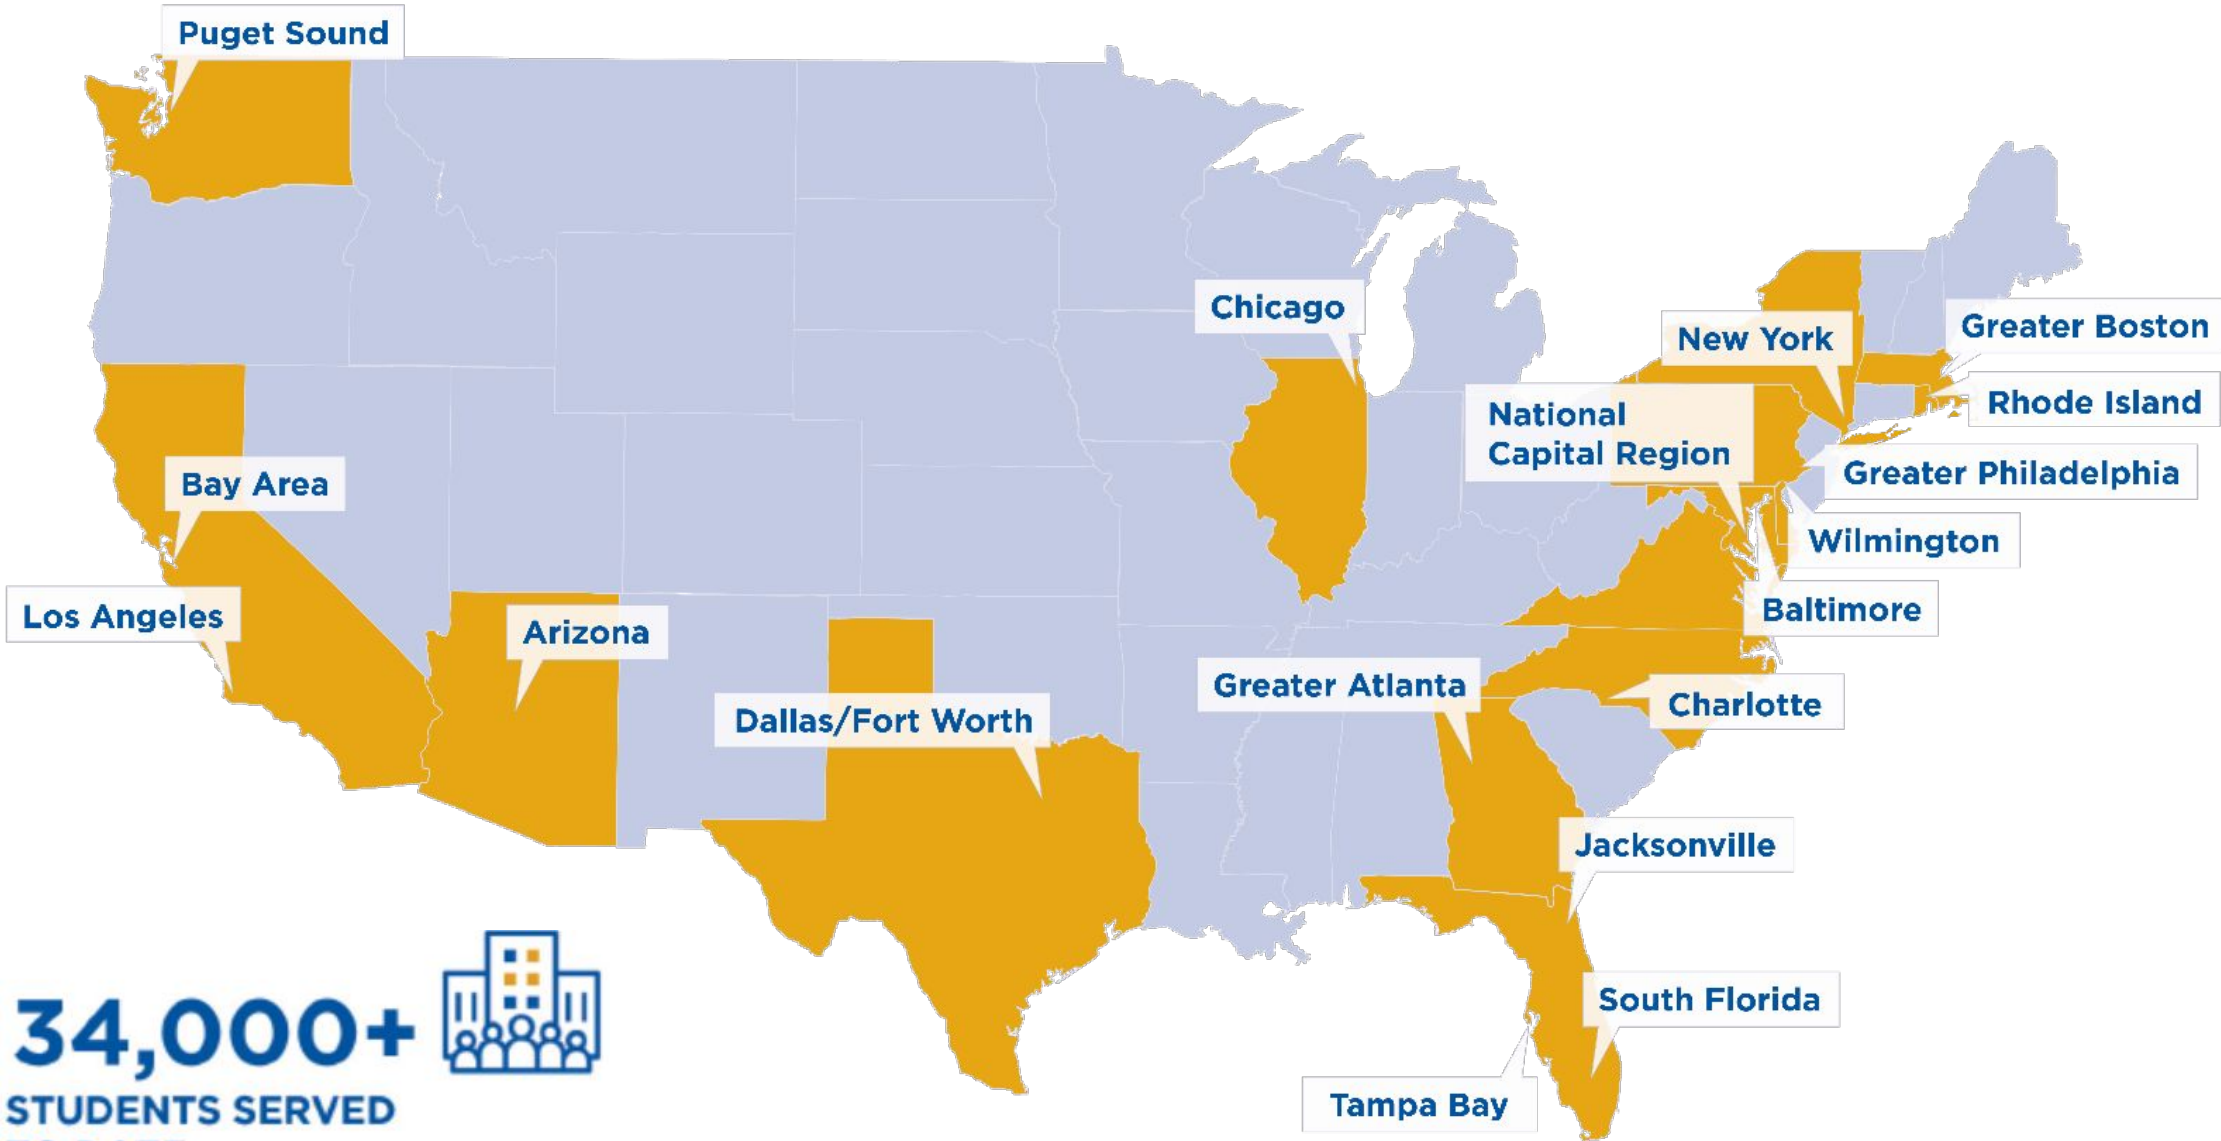 Puget Sound
Chicago
New York
Greater Boston
National
Capital Region
Rhode Island
Bay Area
Greater Philadelphia
Wilmington
Los Angeles
Arizona
Baltimore
Greater Atlanta
Dallas/Fort Worth
Charlotte
Jacksonville
South Florida
34,000+
STUDENTS SERVED
Tampa Bay